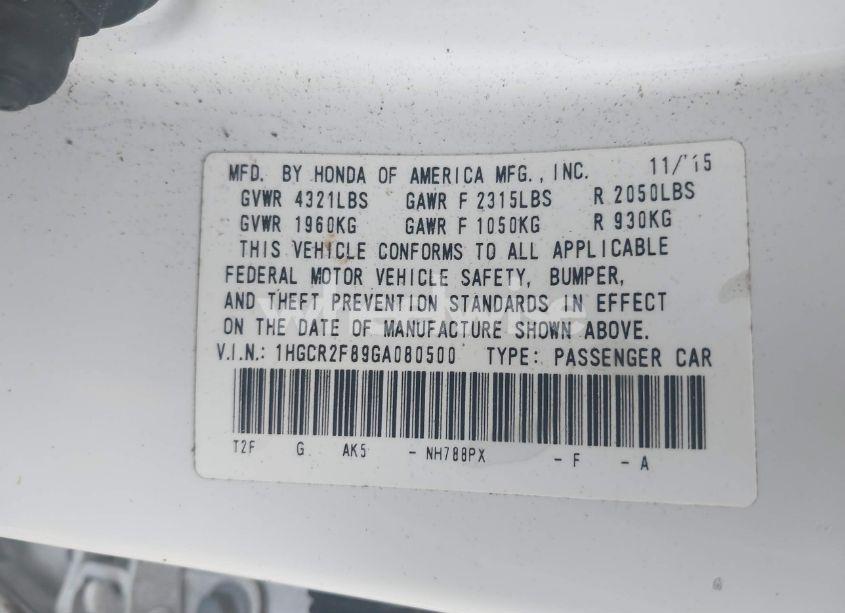 MFD. BY HONDA OF AMERICA MFG., INC. 11/'15
GVWR 4321LBS GAWR F 2315LBS R 2050LBS
GVWR 1960KG GAWR F 1050KG R 930KG
THIS VEHICLE CONFORMS TO ALL APPLICABLE
FEDERAL MOTOR VEHICLE SAFETY, BUMPER,
AND THEFT PREVENTION STANDARDS IN EFFECT
ON THE DATE OF MANUFACTURE SHOWN ABOVE.
V.I.N.: 1HGCR2F89GA080500 TYPE: PASSENGER CAR
T2F G AK5 - NH788PX - F - A